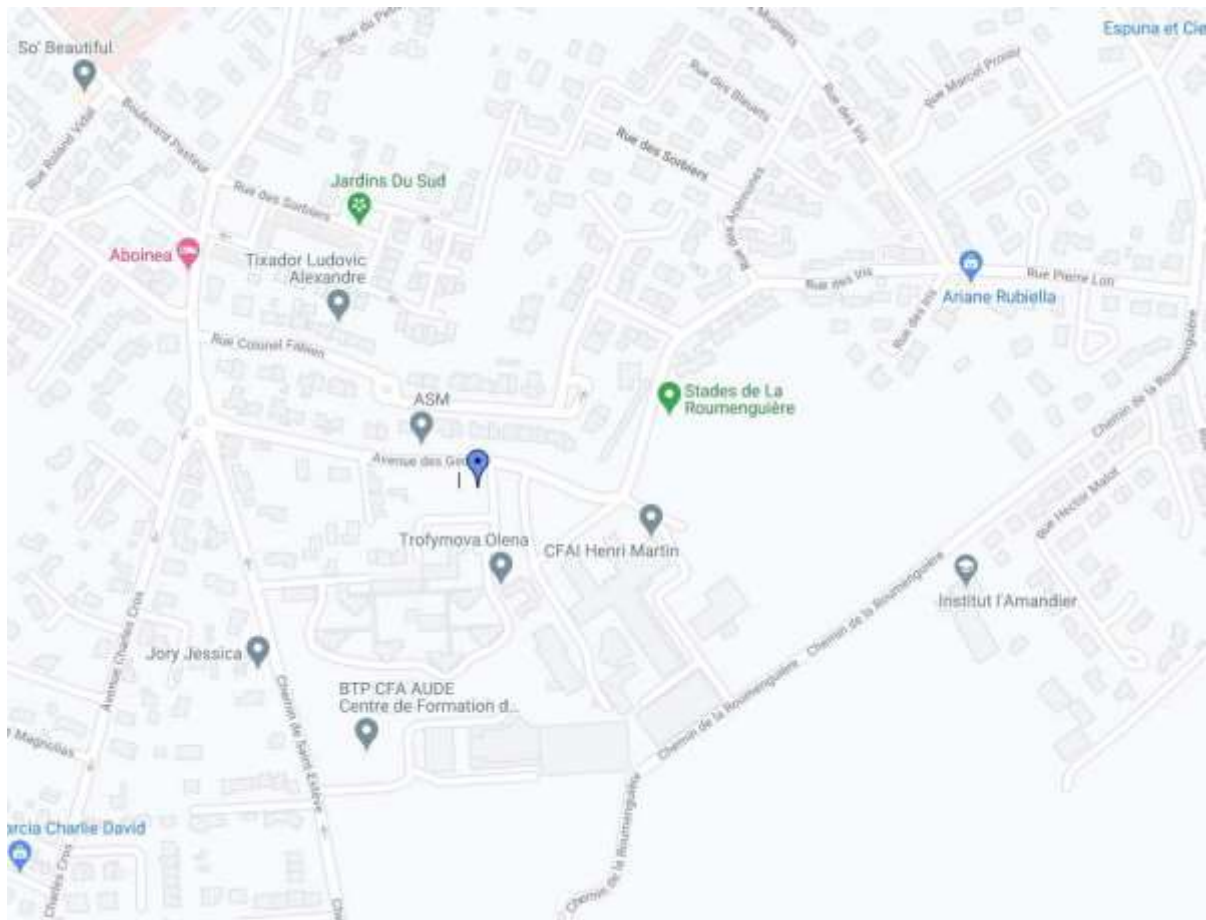 So' Beautiful
Rue du Pet
Muguets
Espuna et Cie
Boulevard Pasteur
Rue Roland Vidal
Rue des Bleuets
Rue des Iris
Rue Marcel Proust
Rue des Sorbiers
Rue des Sorbiers
Jardins Du Sud
Rue des
Abolnea
Tixador Ludovic
Alexandre
Rue des Iris
Rue Pierre Loti
Ariane Rubiella
Rue des Iris
Rue Colonel Fabien
Chemin de la Roumenguière
ASM
Stades de La
Roumenguière
Avenue des Gen
Rue Hector Malot
Trofymova Olena
CFAI Henri Martin
Chemin de la Roumenguière
Institut l'Amandier
Avenue Charles Cros
Jory Jessica
Chemin de la Roumenguière
BTP CFA AUDE
Centre de Formation d...
Chemin de Saint-Estève
e Magnolias
Chemin de la Roumenguière
arcia Charlie David
Charles Cros
Che